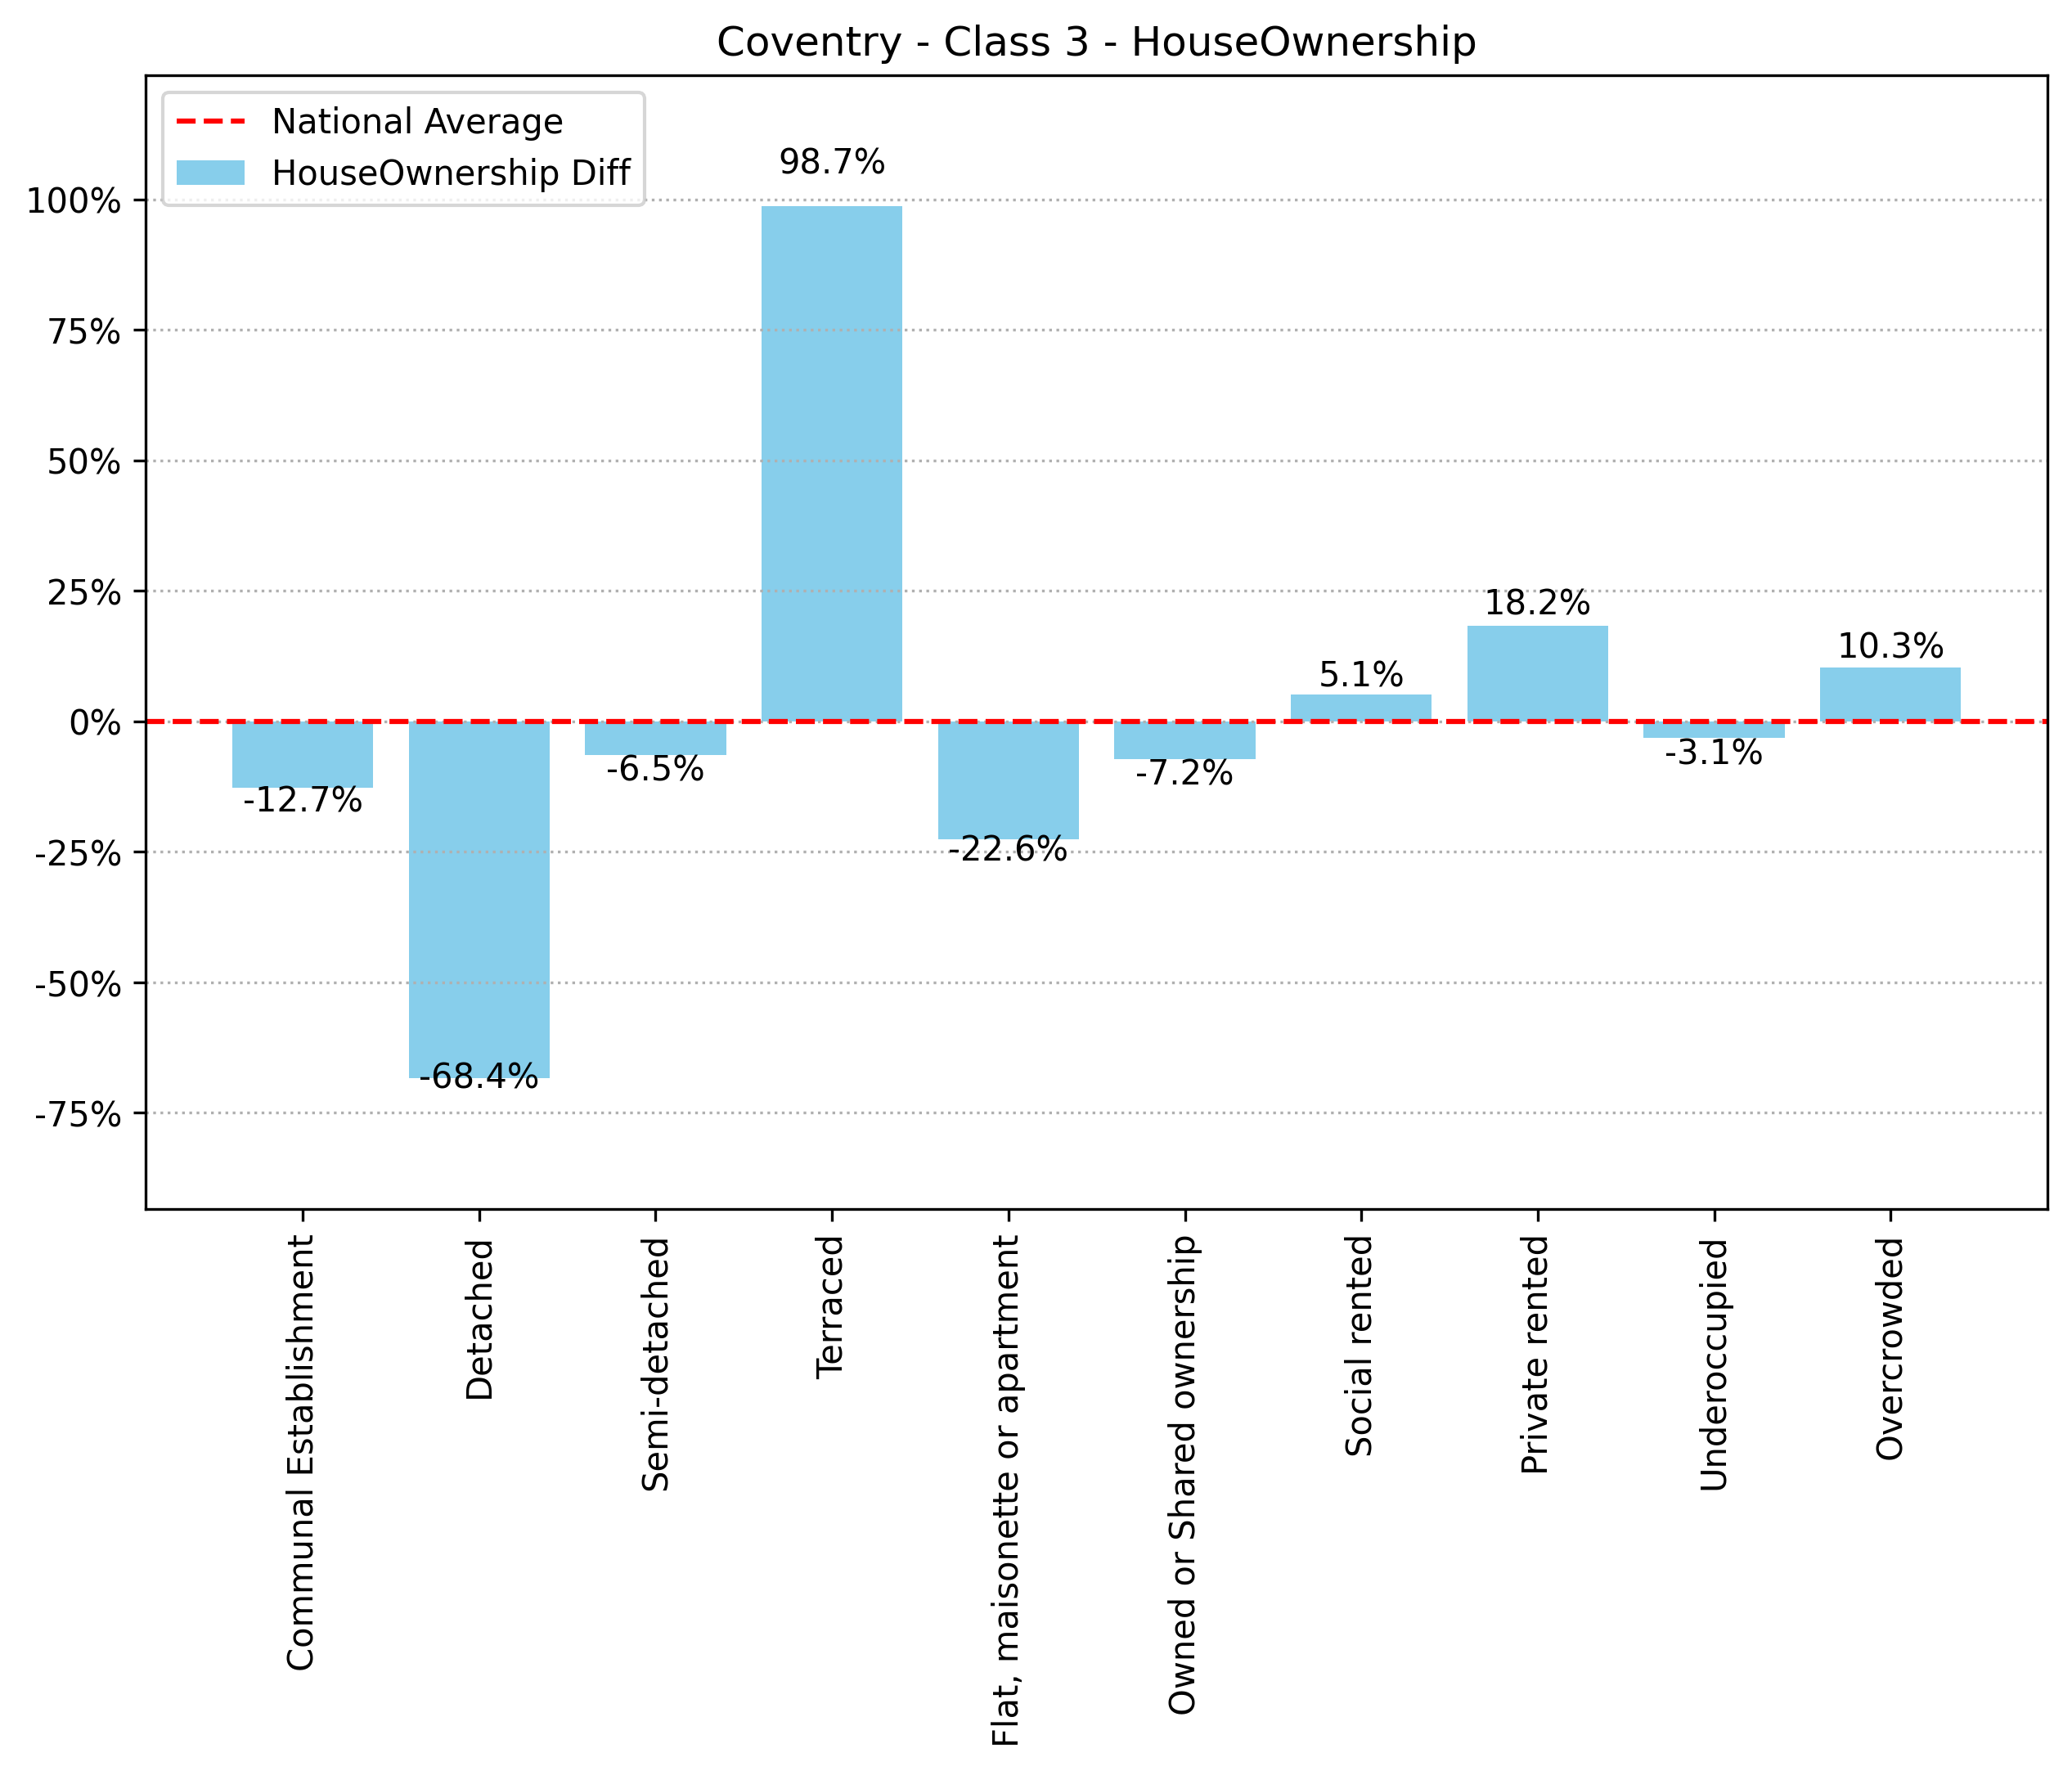 Coventry - Class 3 - HouseOwnership
National Average
HouseOwnership Diff
100%
75%
50%
25%
0%
-25%
-50%
-75%
-12.7%
-68.4%
-6.5%
98.7%
-22.6%
-7.2%
5.1%
18.2%
-3.1%
10.3%
Communal Establishment
Detached
Semi-detached
Terraced
Flat, maisonette or apartment
Owned or Shared ownership
Social rented
Private rented
Underoccupied
Overcrowded